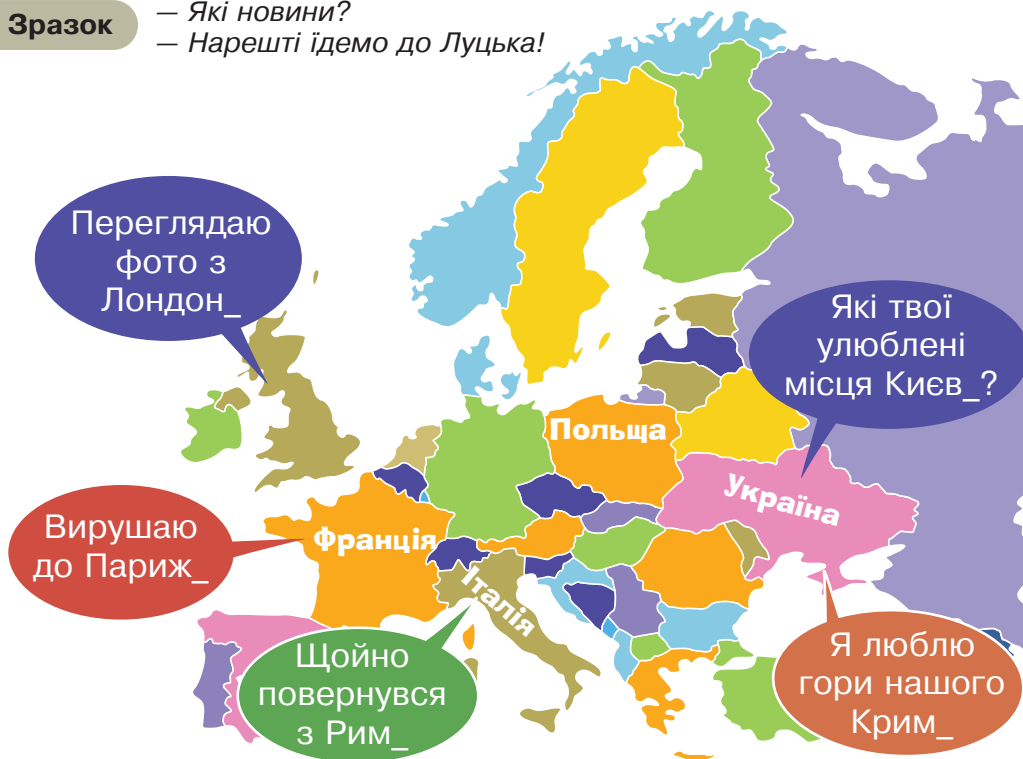 Зразок
— Які новини?
— Нарешті їдемо до Луцька!
Переглядаю
фото з
Лондон_
Які твої
улюблені
місця Києв_?
Польща
Україна
Вирушаю
до Париж_
Франція
Італія
Щойно
повернувся
з Рим_
Я люблю
гори нашого
Крим_